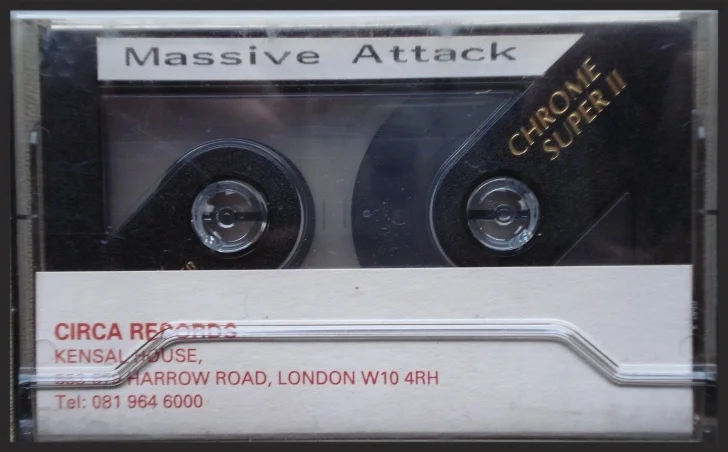 Massive Attack
CHROME
SUPER II
CIRCA RECORDS
KENSAL HOUSE,
HARROW ROAD, LONDON W10 4RH
Tel: 081 964 6000